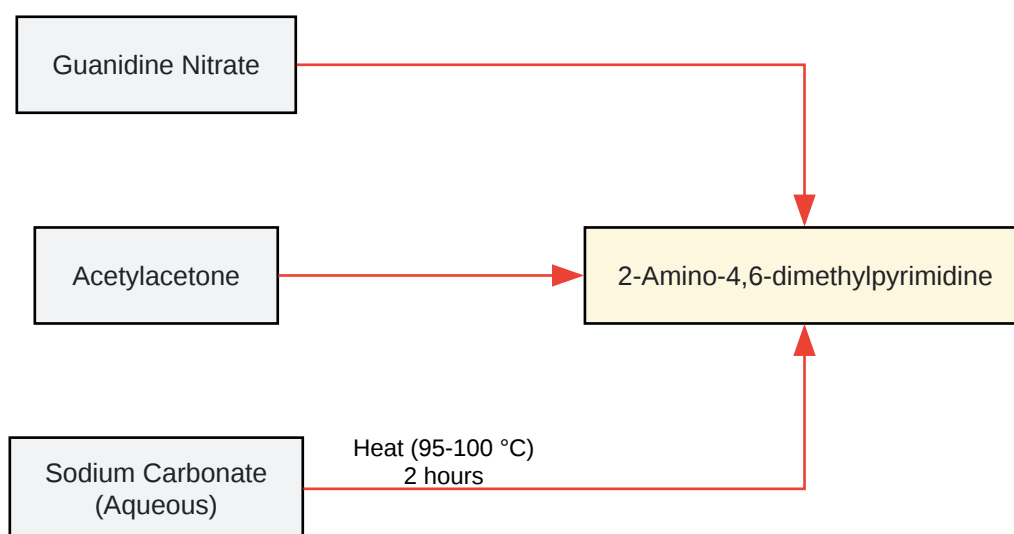 Guanidine Nitrate
Acetylacetone
2-Amino-4,6-dimethylpyrimidine
Heat (95-100 °C)
2 hours
Sodium Carbonate
(Aqueous)